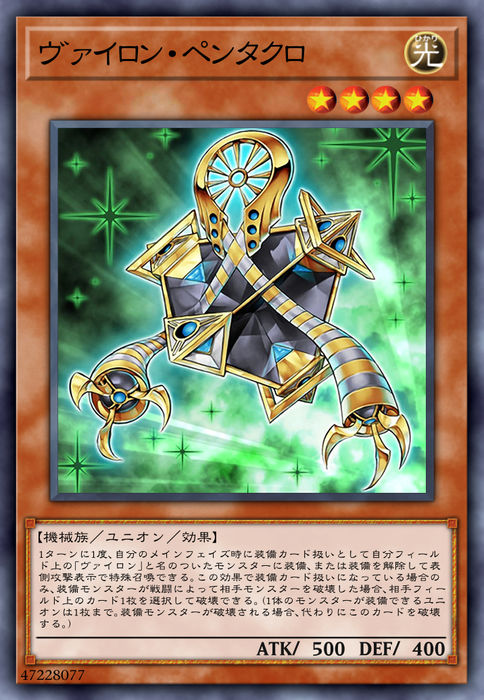 ヴァイロン・ペンタクロ
ひかり
光
【機械族／ユニオン／効果】
1ターンに1度、自分のメインフェイズ時に装備カード扱いとして自分フィール
ド上の「ヴァイロン」と名のついたモンスターに装備、または装備を解除して表
側攻撃表示で特殊召喚できる。この効果で装備カード扱いになっている場合の
み、装備モンスターが戦闘によって相手モンスターを破壊した場合、相手フィー
ルド上のカード1枚を選択して破壊できる。(1体のモンスターが装備できるユニ
オンは1枚まで。装備モンスターが破壊される場合、代わりにこのカードを破壊
する。)
ATK/ 500 DEF/ 400
47228077